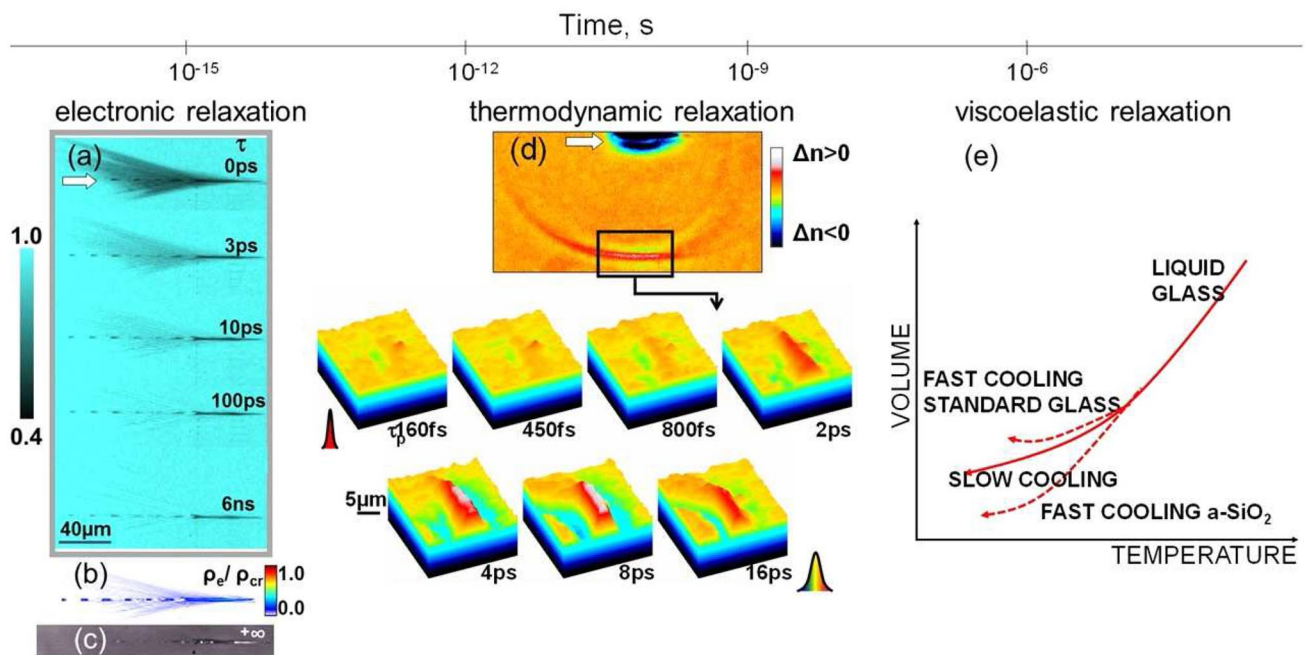 Time, s
10-15
10-12
10-9
10-6
electronic relaxation
thermodynamic relaxation
viscoelastic relaxation
(a)
τ
0ps
3ps
10ps
100ps
6ns
40μm
1.0
0.4
(b)
ρe/ ρcr
1.0
0.0
(c)
+∞
(d)
Δn>0
Δn<0
τp 160fs
450fs
800fs
2ps
5μm
4ps
8ps
16ps
(e)
VOLUME
LIQUID
GLASS
FAST COOLING
STANDARD GLASS
SLOW COOLING
FAST COOLING a-SiO2
TEMPERATURE